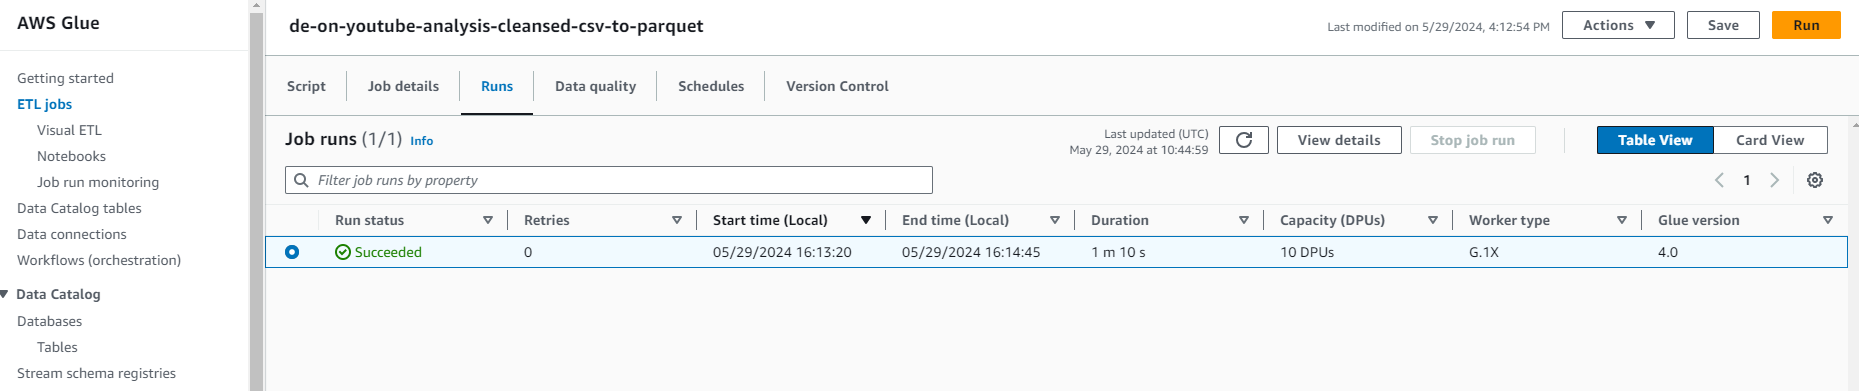 AWS Glue
Getting started
ETL jobs
Visual ETL
Notebooks
Job run monitoring
Data Catalog tables
Data connections
Workflows (orchestration)
Data Catalog
Databases
Tables
Stream schema registries
de-on-youtube-analysis-cleansed-csv-to-parquet
Last modified on 5/29/2024, 4:12:54 PM
Actions
Save
Run
Script
Job details
Runs
Data quality
Schedules
Version Control
Job runs (1/1) Info
Last updated (UTC)
May 29, 2024 at 10:44:59
View details
Stop job run
Table View
Card View
Filter job runs by property
1
Run status
Retries
Start time (Local)
End time (Local)
Duration
Capacity (DPUs)
Worker type
Glue version
Succeeded
0
05/29/2024 16:13:20
05/29/2024 16:14:45
1 m 10 s
10 DPUs
G.1X
4.0